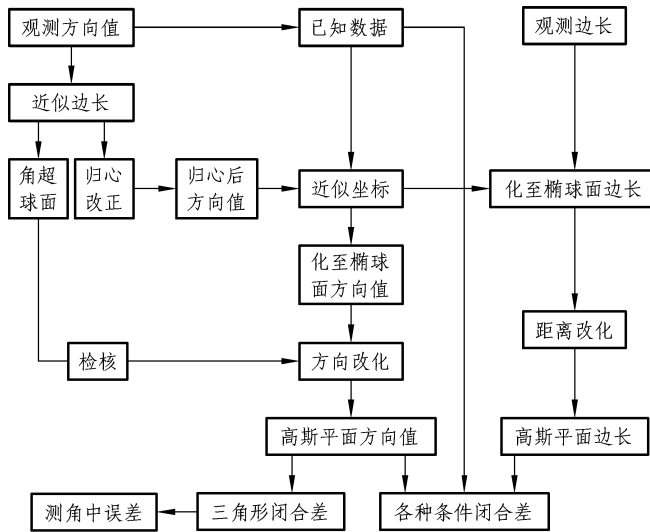 观测方向值
已知数据
观测边长
近似边长
角超
球面
归心
改正
归心后
方向值
近似坐标
化至椭球面边长
化至椭球
面方向值
距离改化
检核
方向改化
高斯平面方向值
高斯平面边长
测角中误差
三角形闭合差
各种条件闭合差